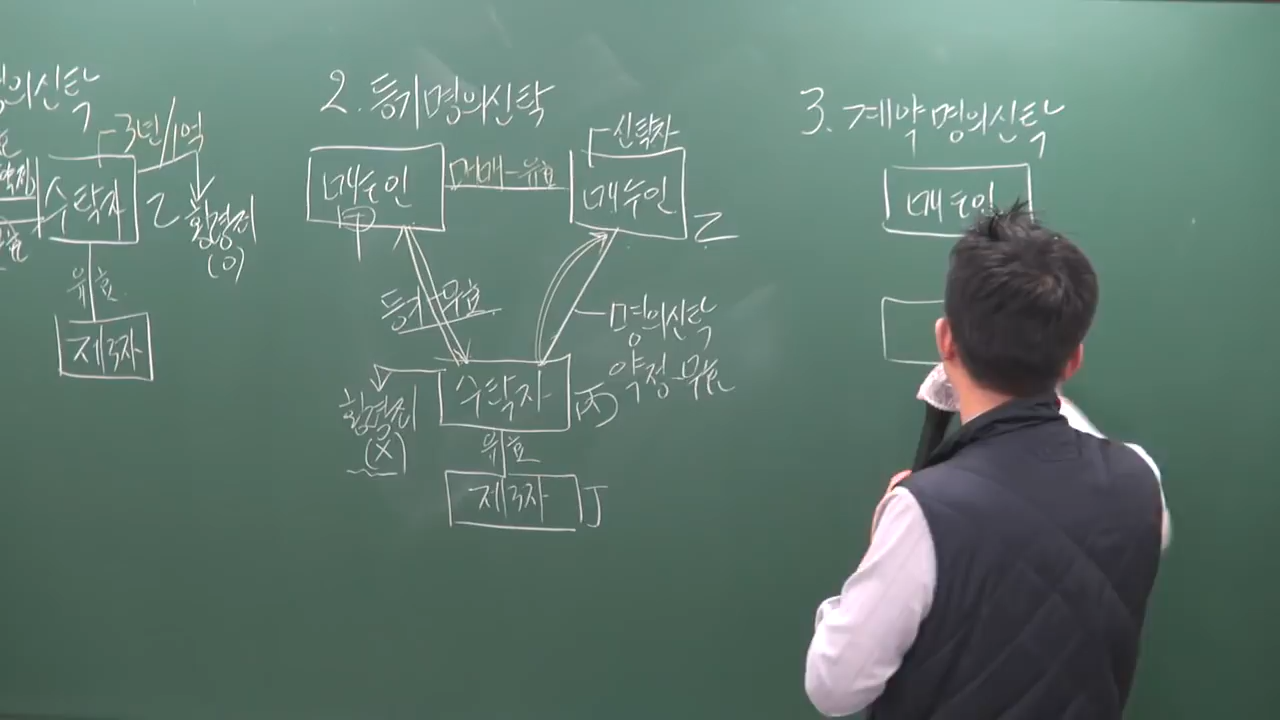 명의신탁
3년/1억
수탁자
乙
횡령죄
(O)
유효
제3자
2. 등기명의신탁
매도인
甲
매매-유효
신탁자
매수인
乙
등기-무효
명의신탁
약정-무효
횡령죄
(X)
수탁자
丙
유효
제3자
丁
3. 계약명의신탁
매도인